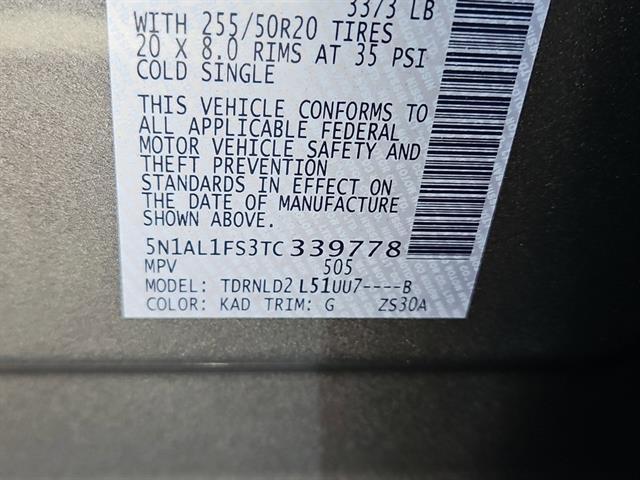 3373 LB
WITH 255/50R20 TIRES
20 X 8.0 RIMS AT 35 PSI
COLD SINGLE
THIS VEHICLE CONFORMS TO
ALL APPLICABLE FEDERAL
MOTOR VEHICLE SAFETY AND
THEFT PREVENTION
STANDARDS IN EFFECT ON
THE DATE OF MANUFACTURE
SHOWN ABOVE.
5N1AL1FS3TC339778
MPV 505
MODEL: TDRNLD2 L51UU7----B
COLOR: KAD TRIM: G ZS30A